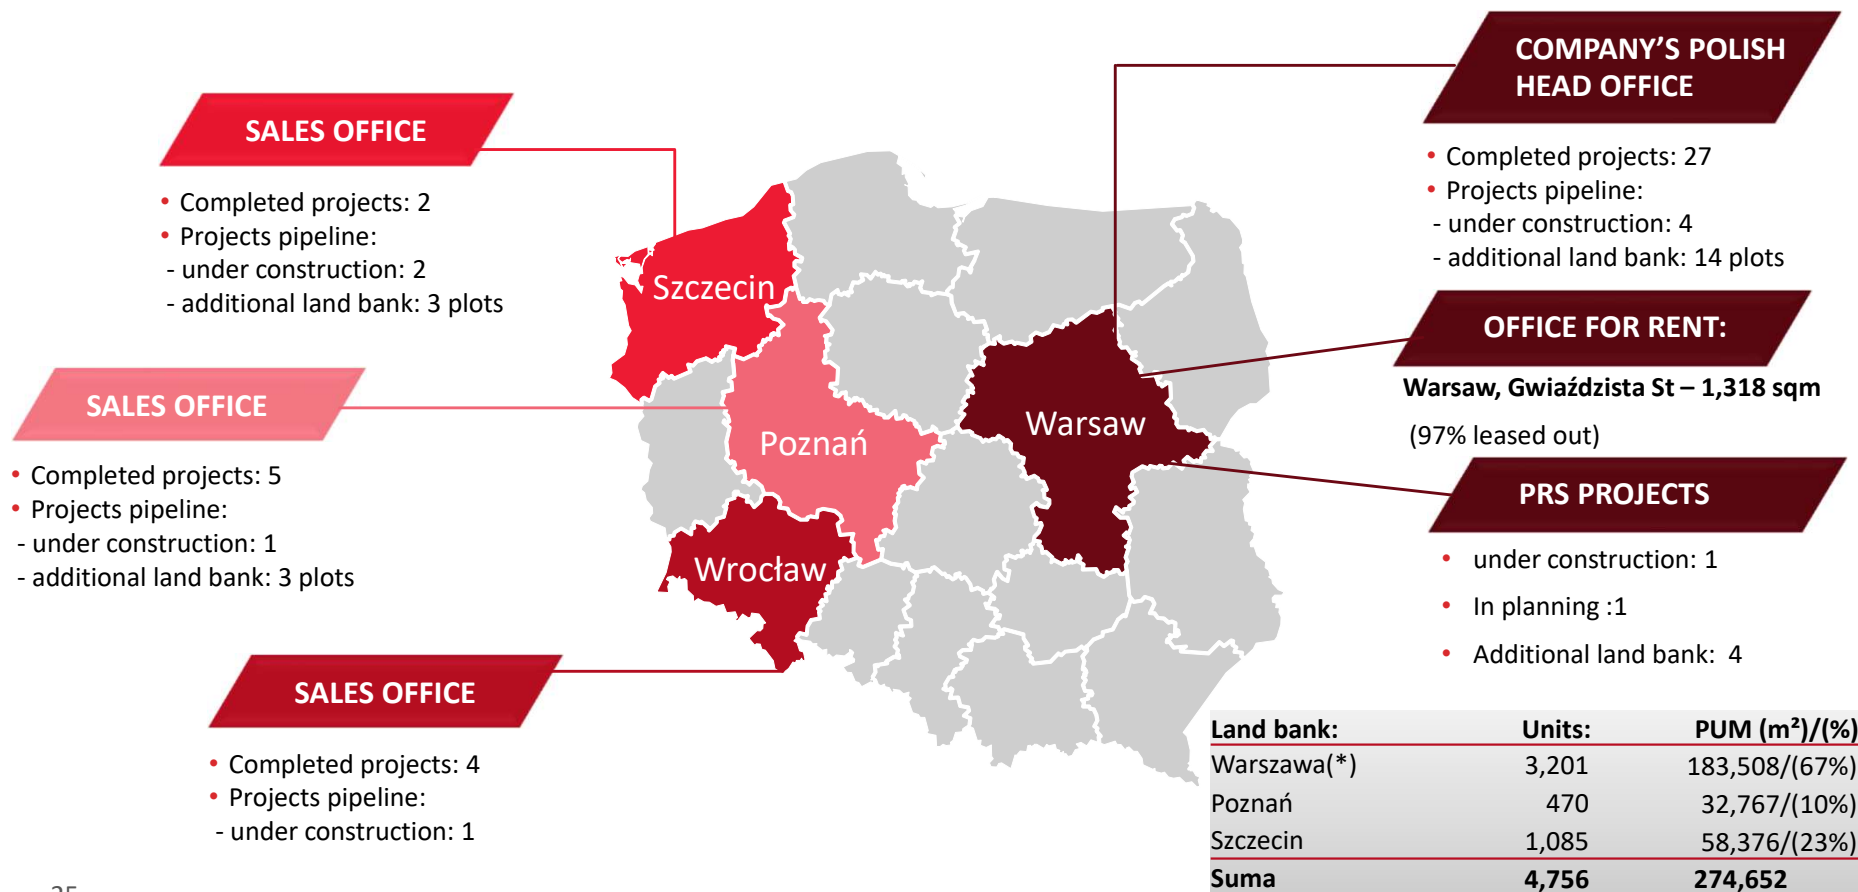 SALES OFFICE
• Completed projects: 2
• Projects pipeline:
- under construction: 2
- additional land bank: 3 plots
SALES OFFICE
• Completed projects: 5
• Projects pipeline:
- under construction: 1
- additional land bank: 3 plots
SALES OFFICE
• Completed projects: 4
• Projects pipeline:
- under construction: 1
Szczecin
Poznań
Wrocław
Warsaw
COMPANY’S POLISH
HEAD OFFICE
• Completed projects: 27
• Projects pipeline:
- under construction: 4
- additional land bank: 14 plots
OFFICE FOR RENT:
Warsaw, Gwiaździsta St – 1,318 sqm
(97% leased out)
PRS PROJECTS
• under construction: 1
• In planning :1
• Additional land bank: 4
Land bank: Units: PUM (m²)/(%)
Warszawa(*) 3,201 183,508/(67%)
Poznań 470 32,767/(10%)
Szczecin 1,085 58,376/(23%)
Suma 4,756 274,652